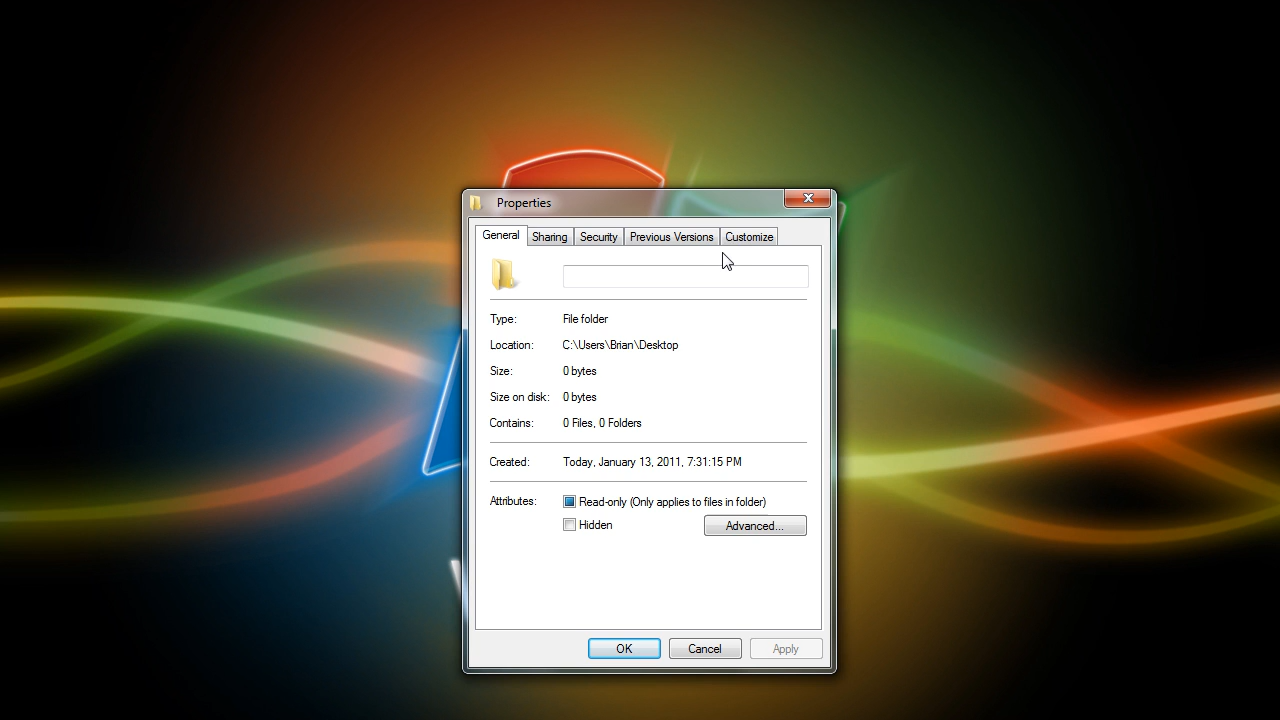 Properties
General Sharing Security Previous Versions Customize
Type: File folder
Location: C:\Users\Brian\Desktop
Size: 0 bytes
Size on disk: 0 bytes
Contains: 0 Files, 0 Folders
Created: Today, January 13, 2011, 7:31:15 PM
Attributes: Read-only (Only applies to files in folder)
Hidden Advanced...
OK Cancel Apply